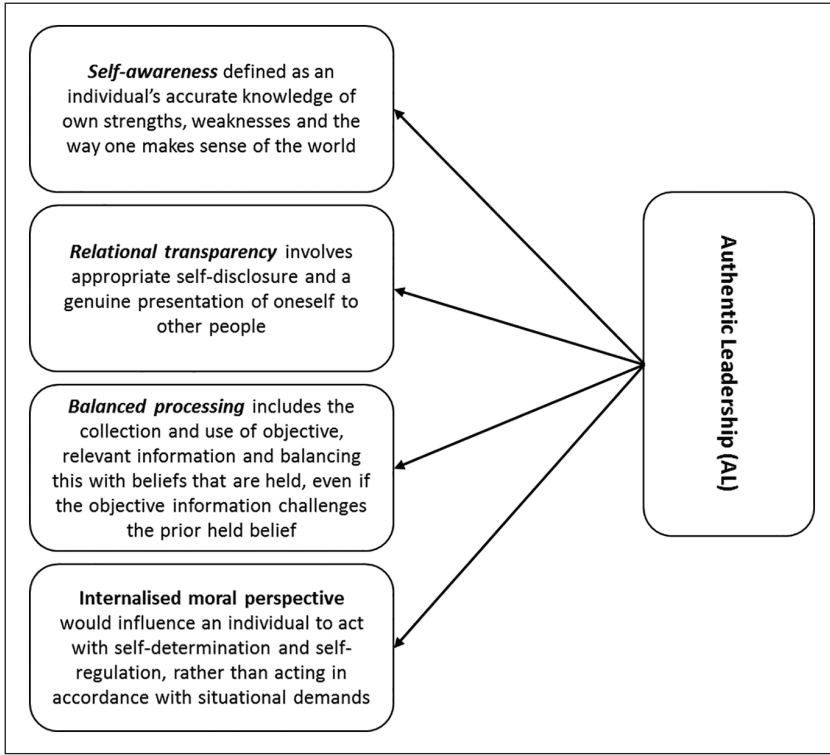 Self-awareness defined as an
individual’s accurate knowledge of
own strengths, weaknesses and the
way one makes sense of the world
Relational transparency involves
appropriate self-disclosure and a
genuine presentation of oneself to
other people
Balanced processing includes the
collection and use of objective,
relevant information and balancing
this with beliefs that are held, even if
the objective information challenges
the prior held belief
Internalised moral perspective
would influence an individual to act
with self-determination and self-
regulation, rather than acting in
accordance with situational demands
Authentic Leadership (AL)